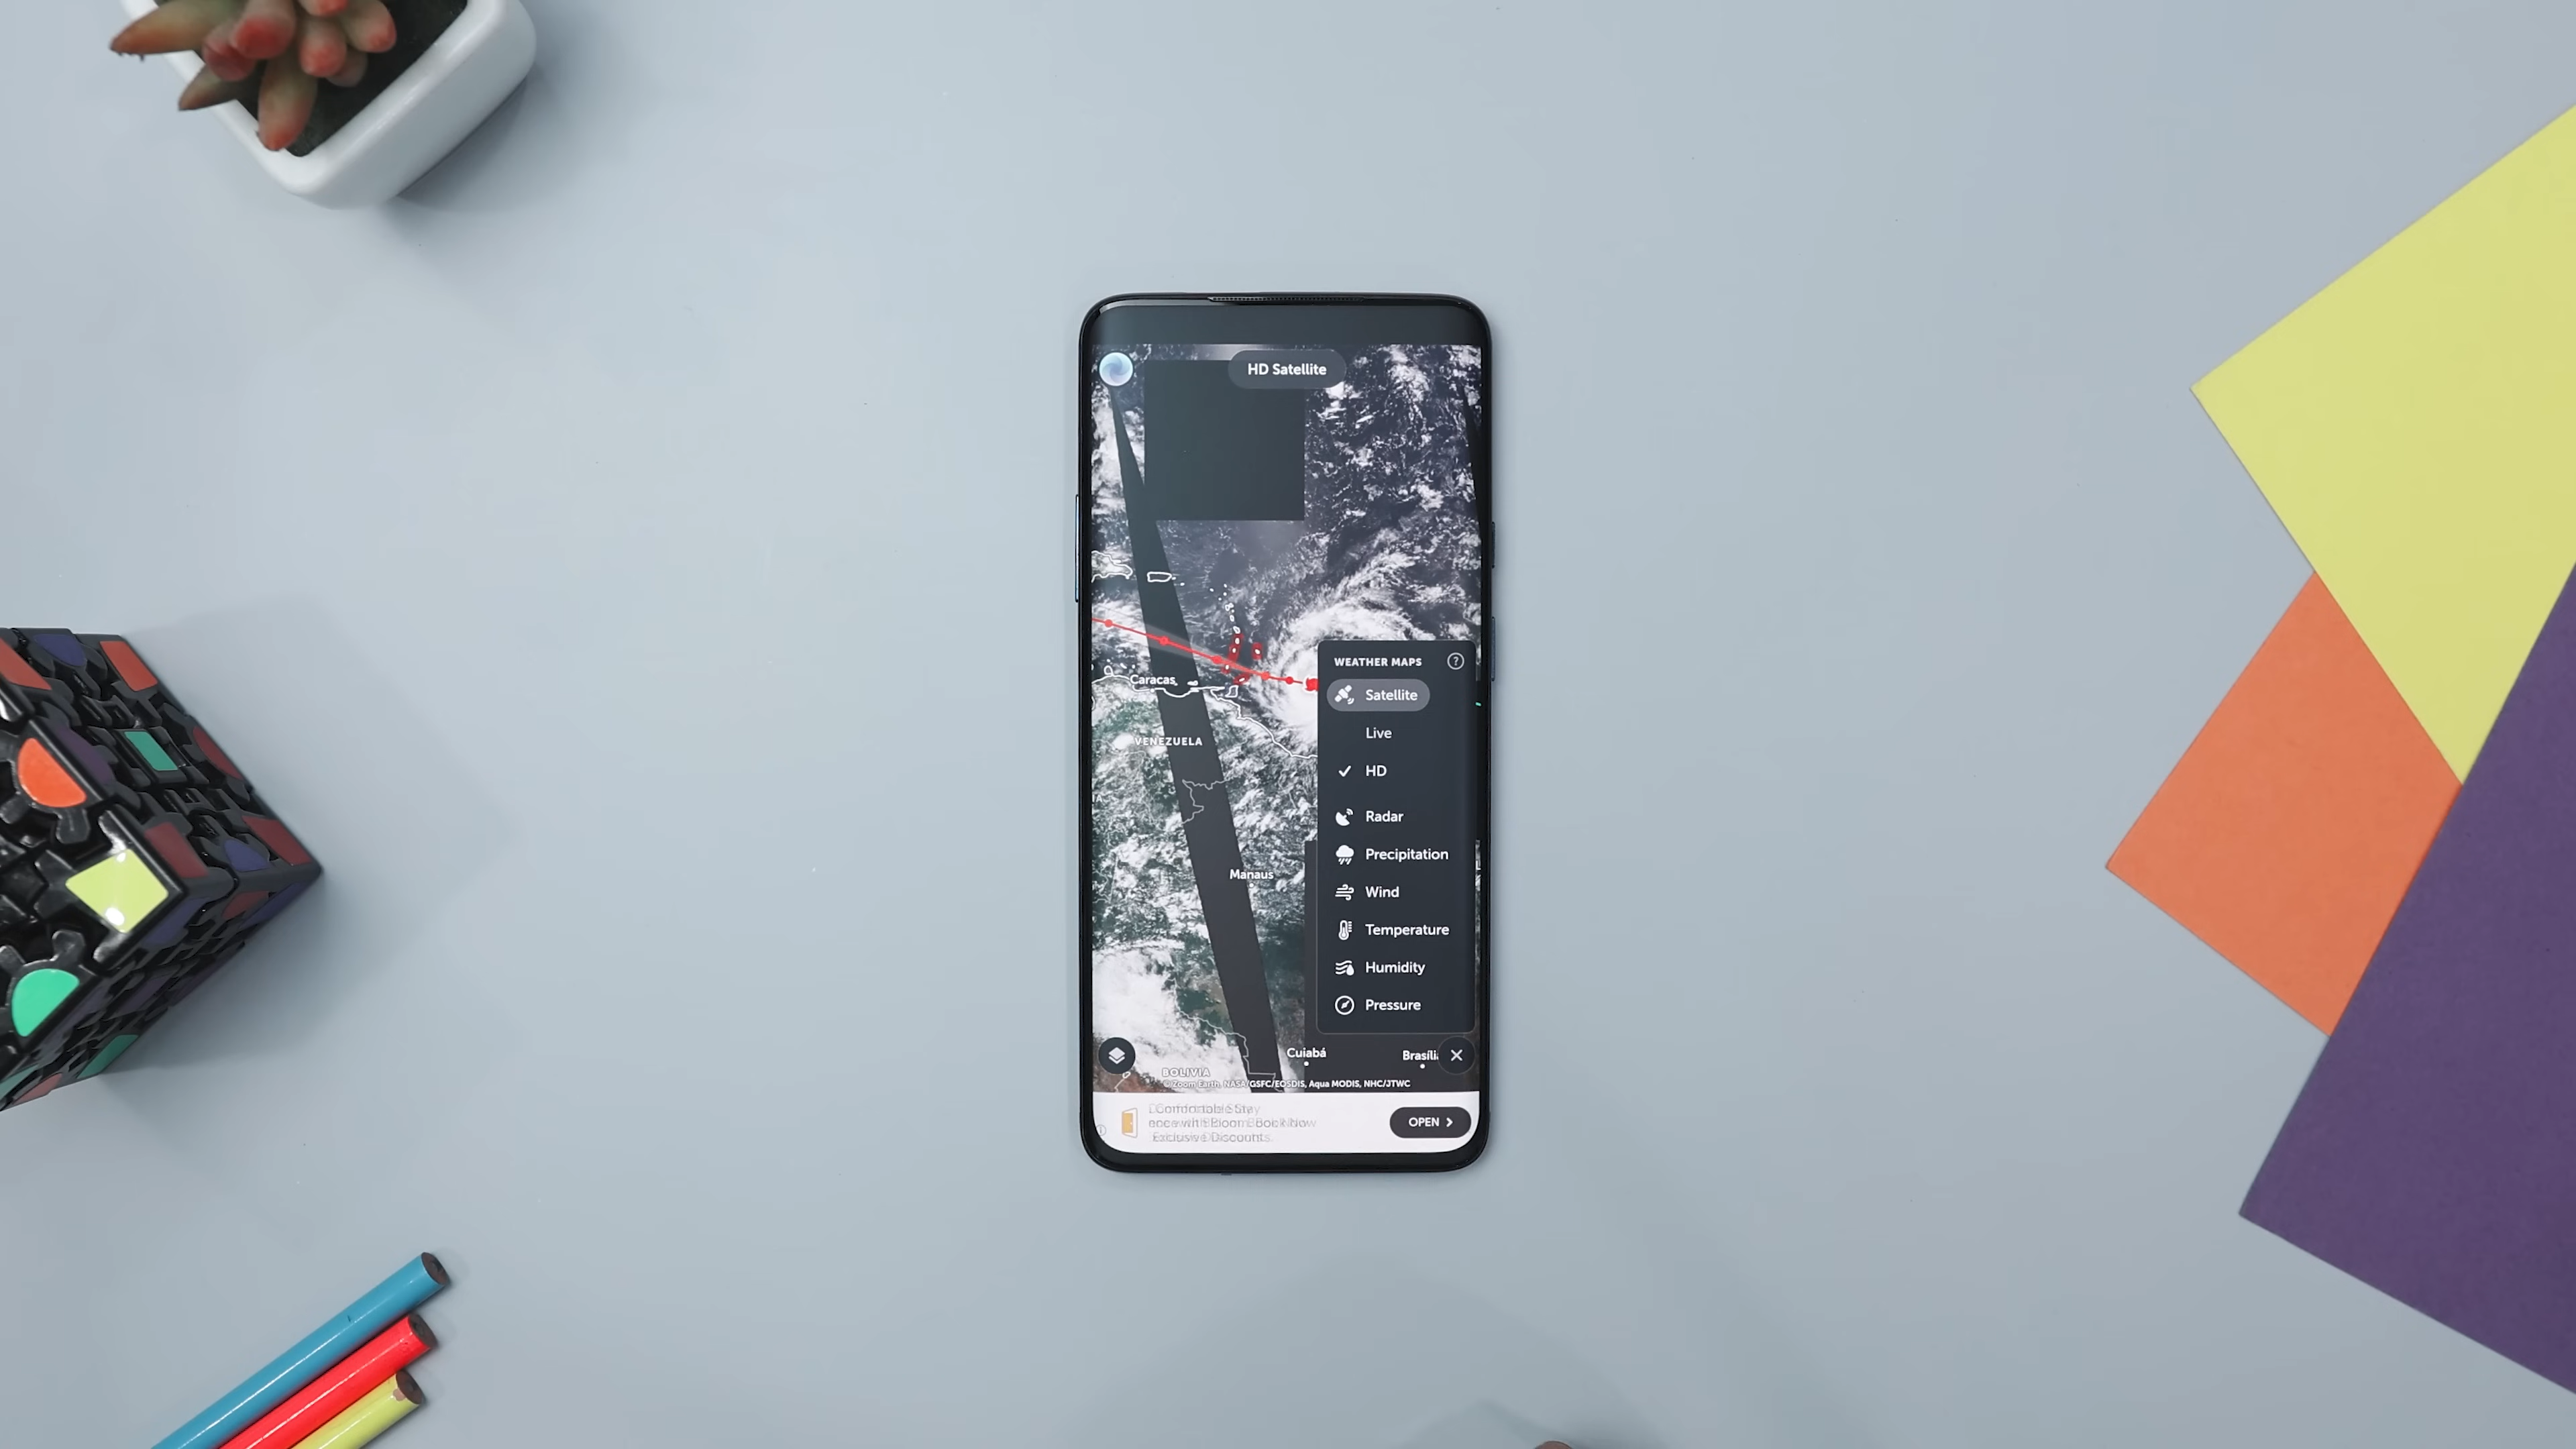 HD Satellite
WEATHER MAPS
?
Satellite
Live
HD
Radar
Precipitation
Wind
Temperature
Humidity
Pressure
Caracas
VENEZUELA
Manaus
Cuiabá
Brasíli
BOLIVIA
© Zoom Earth, NASA/GSFC/EOSDIS, Aqua MODIS, NHC/JTWC
OPEN